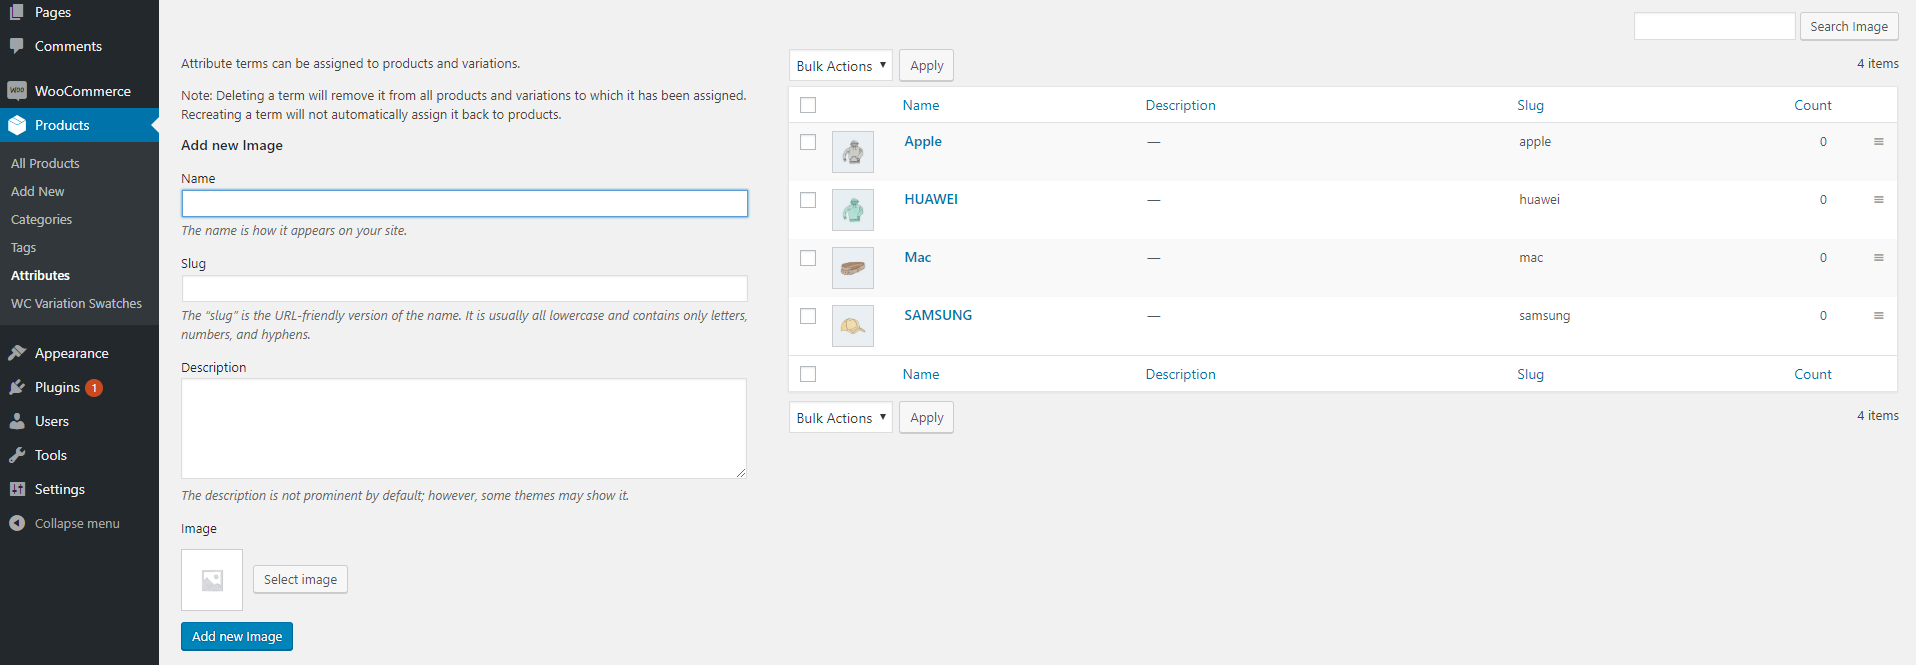 Pages
Comments
WOO WooCommerce
Products
All Products
Add New
Categories
Tags
Attributes
WC Variation Swatches
Appearance
Plugins 1
Users
Tools
Settings
Collapse menu
Attribute terms can be assigned to products and variations.
Note: Deleting a term will remove it from all products and variations to which it has been assigned.
Recreating a term will not automatically assign it back to products.
Add new Image
Name
The name is how it appears on your site.
Slug
The “slug” is the URL-friendly version of the name. It is usually all lowercase and contains only letters,
numbers, and hyphens.
Description
The description is not prominent by default; however, some themes may show it.
Image
Select image
Add new Image
Search Image
Bulk Actions Apply 4 items
Name Description Slug Count
Apple — apple 0
HUAWEI — huawei 0
Mac — mac 0
SAMSUNG — samsung 0
Name Description Slug Count
Bulk Actions Apply 4 items